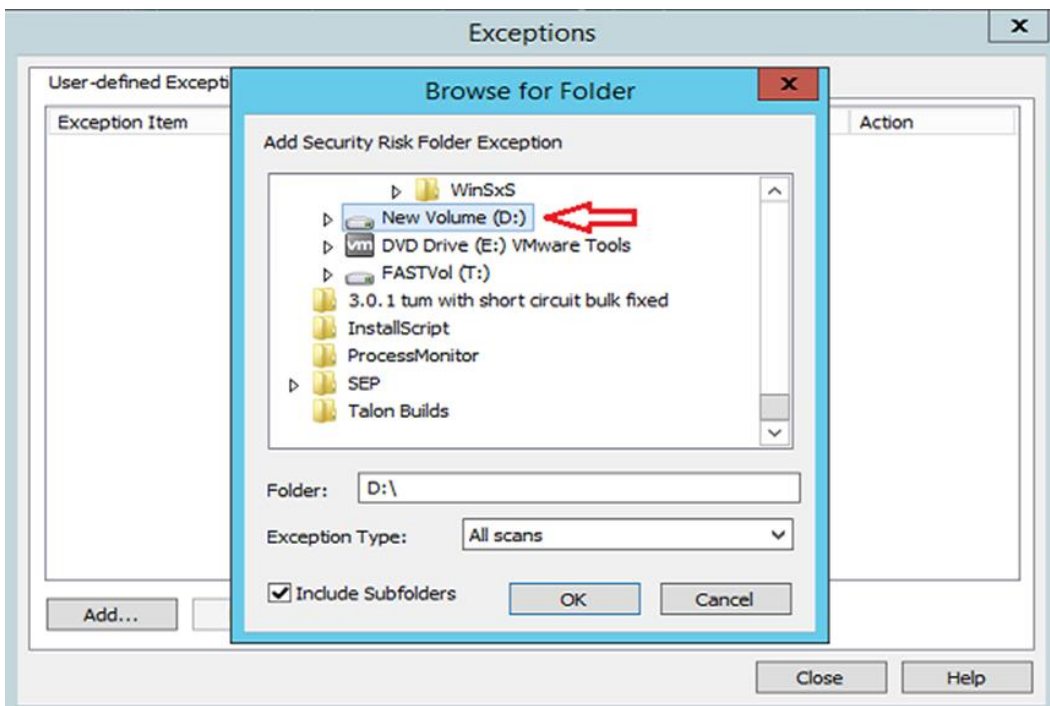 Exceptions
x
User-defined Excepti
Browse for Folder
x
Exception Item
Action
Add Security Risk Folder Exception
WinSxS
New Volume (D:)
vm DVD Drive (E:) VMware Tools
FASTVol (T:)
3.0.1 tum with short circuit bulk fixed
InstallScript
ProcessMonitor
SEP
Talon Builds
Folder: D:\
Exception Type: All scans
Include Subfolders OK Cancel
Add...
Close Help